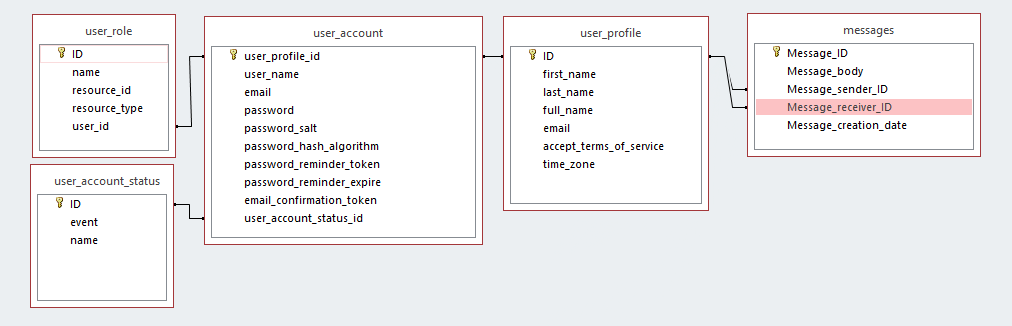 user_role
ID
name
resource_id
resource_type
user_id
user_account_status
ID
event
name
user_account
user_profile_id
user_name
email
password
password_salt
password_hash_algorithm
password_reminder_token
password_reminder_expire
email_confirmation_token
user_account_status_id
user_profile
ID
first_name
last_name
full_name
email
accept_terms_of_service
time_zone
messages
Message_ID
Message_body
Message_sender_ID
Message_receiver_ID
Message_creation_date